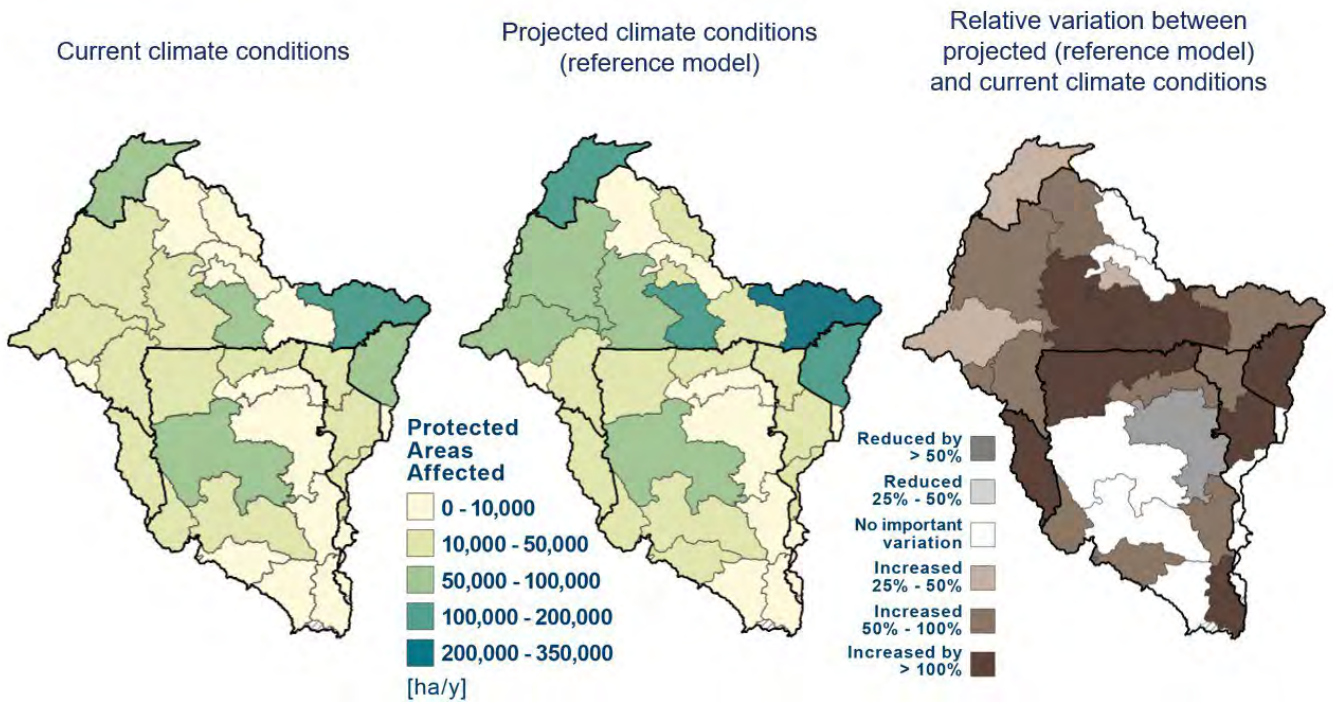 Current climate conditions
Projected climate conditions
(reference model)
Relative variation between
projected (reference model)
and current climate conditions
Protected
Areas
Affected
0 - 10,000
10,000 - 50,000
50,000 - 100,000
100,000 - 200,000
200,000 - 350,000
[ha/y]
Reduced by
> 50%
Reduced
25% - 50%
No important
variation
Increased
25% - 50%
Increased
50% - 100%
Increased by
> 100%